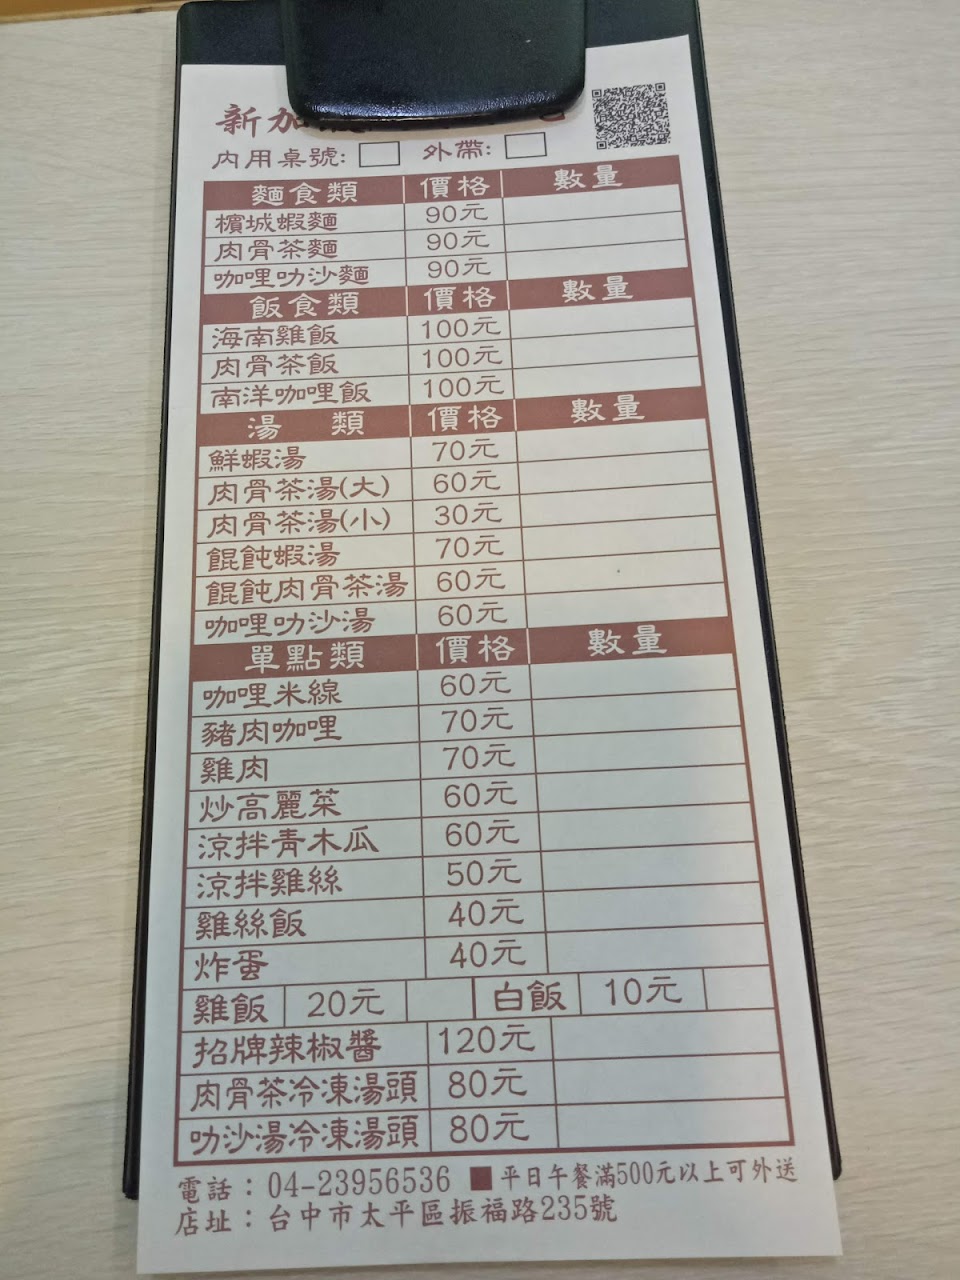 新加
內用桌號: 外帶:
麵食類 價格 數量
檳城蝦麵 90元
肉骨茶麵 90元
咖哩叻沙麵 90元
飯食類 價格 數量
海南雞飯 100元
肉骨茶飯 100元
南洋咖哩飯 100元
湯 類 價格 數量
鮮蝦湯 70元
肉骨茶湯(大) 60元
肉骨茶湯(小) 30元
餛飩蝦湯 70元
餛飩肉骨茶湯 60元
咖哩叻沙湯 60元
單點類 價格 數量
咖哩米線 60元
豬肉咖哩 70元
雞肉 70元
炒高麗菜 60元
涼拌青木瓜 60元
涼拌雞絲 50元
雞絲飯 40元
炸蛋 40元
雞飯 20元 白飯 10元
招牌辣椒醬 120元
肉骨茶冷凍湯頭 80元
叻沙湯冷凍湯頭 80元
電話：04-23956536 ■平日午餐滿500元以上可外送
店址：台中市太平區振福路235號